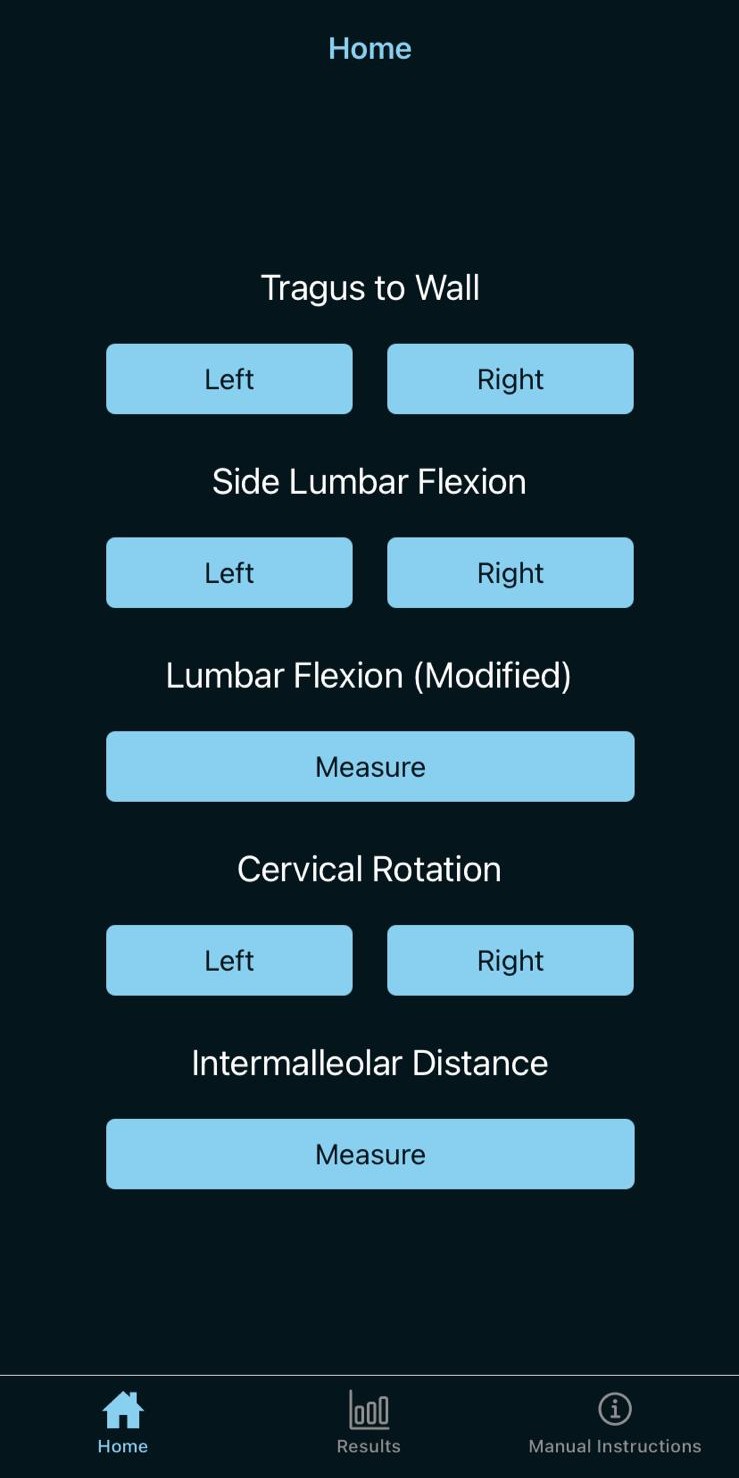 Home
Tragus to Wall
Left Right
Side Lumbar Flexion
Left Right
Lumbar Flexion (Modified)
Measure
Cervical Rotation
Left Right
Intermalleolar Distance
Measure
Home Results Manual Instructions